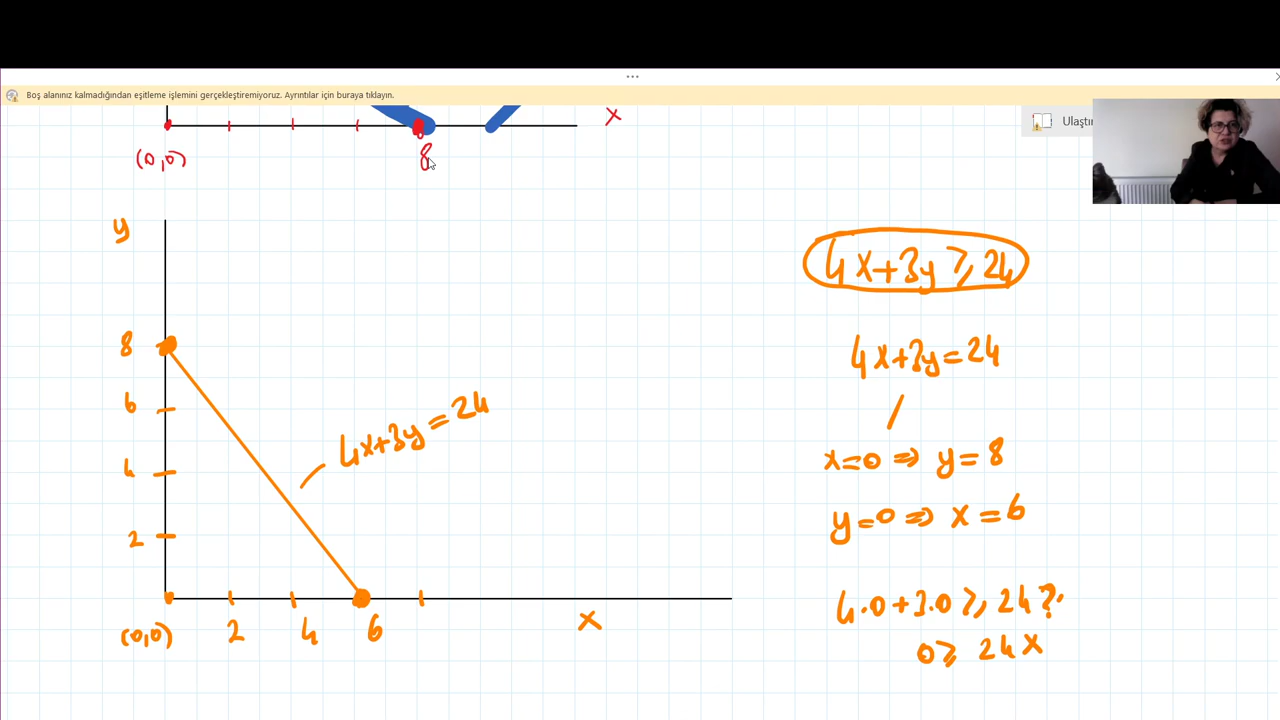 Boş alanınız kalmadığından eşitleme işlemini gerçekleştiremiyoruz. Ayrıntılar için buraya tıklayın.
Ulaştır
x
(0,0)
8
y
4x+3y ≥ 24
8
4x+3y=24
6
4x+3y=24
4
x=0 ⇒ y=8
y=0 ⇒ x=6
2
4.0+3.0 ≥ 24 ?
(0,0) 2 4 6 x
0 ≥ 24 x